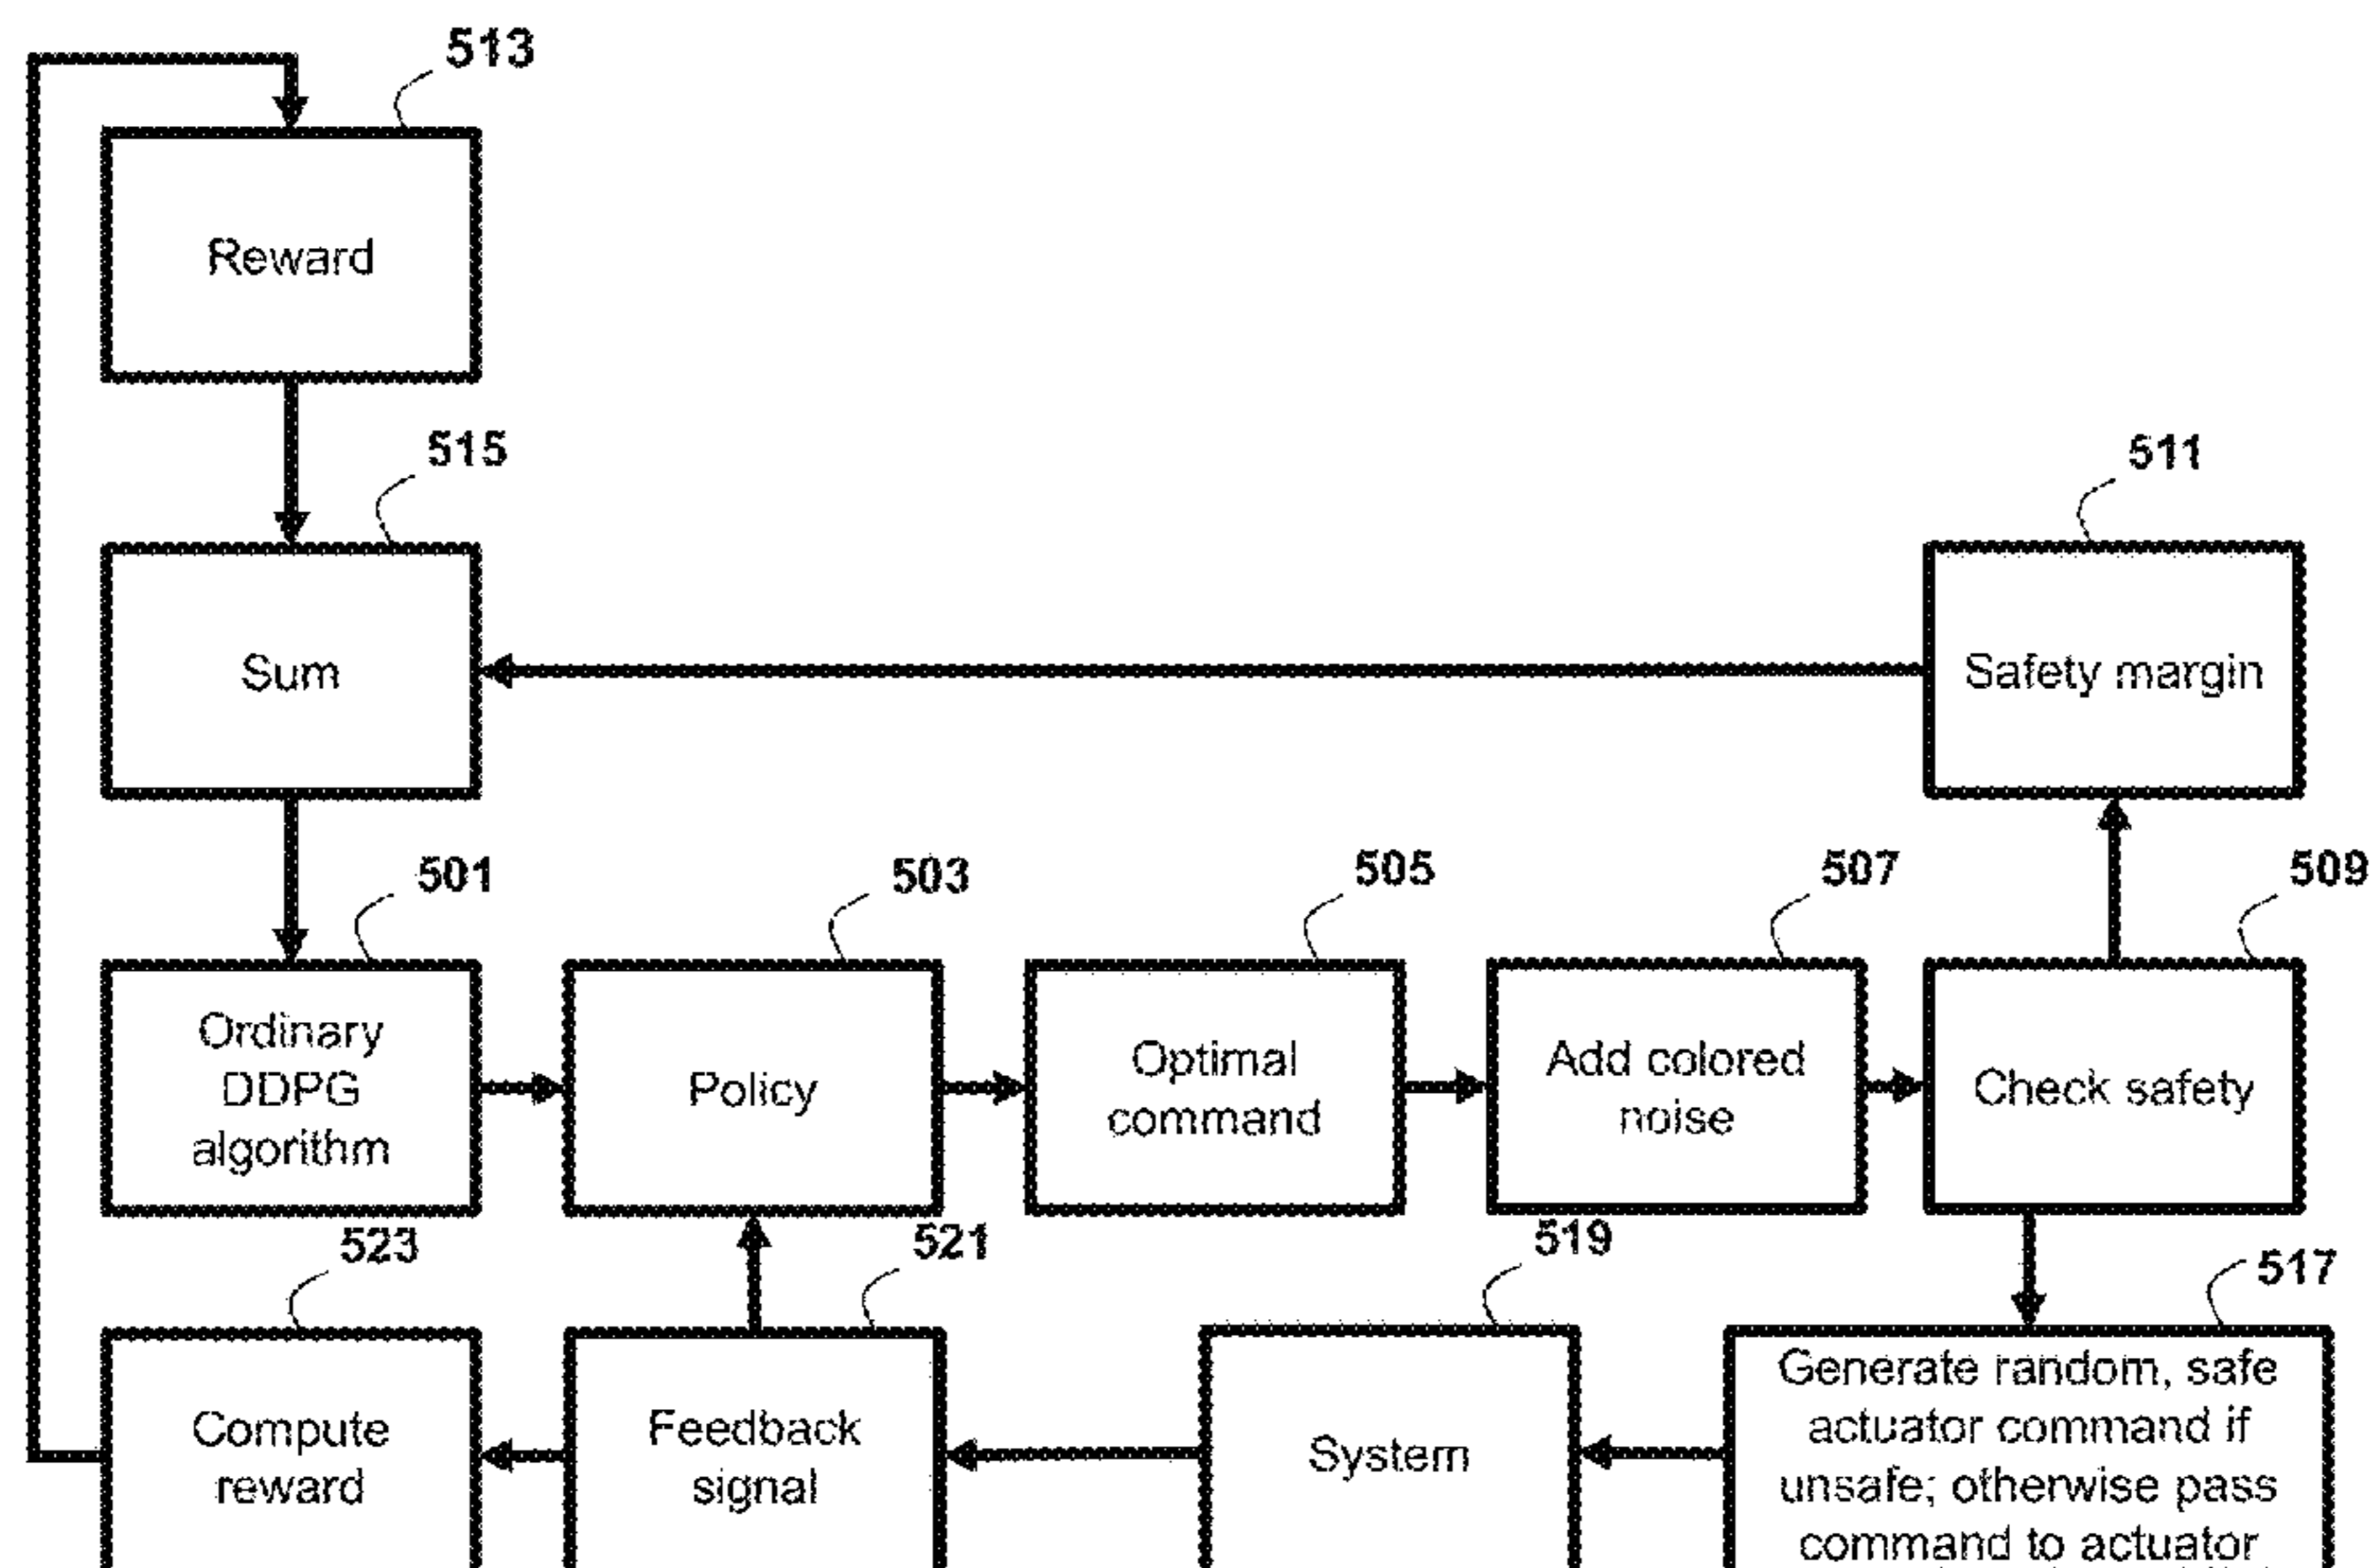 513
Reward
515
511
Sum
Safety margin
501
503
505
507
509
Ordinary
DDPG
algorithm
Policy
Optimal
command
Add colored
noise
Check safety
523
521
519
517
Compute
reward
Feedback
signal
System
Generate random, safe
actuator command if
unsafe; otherwise pass
command to actuator